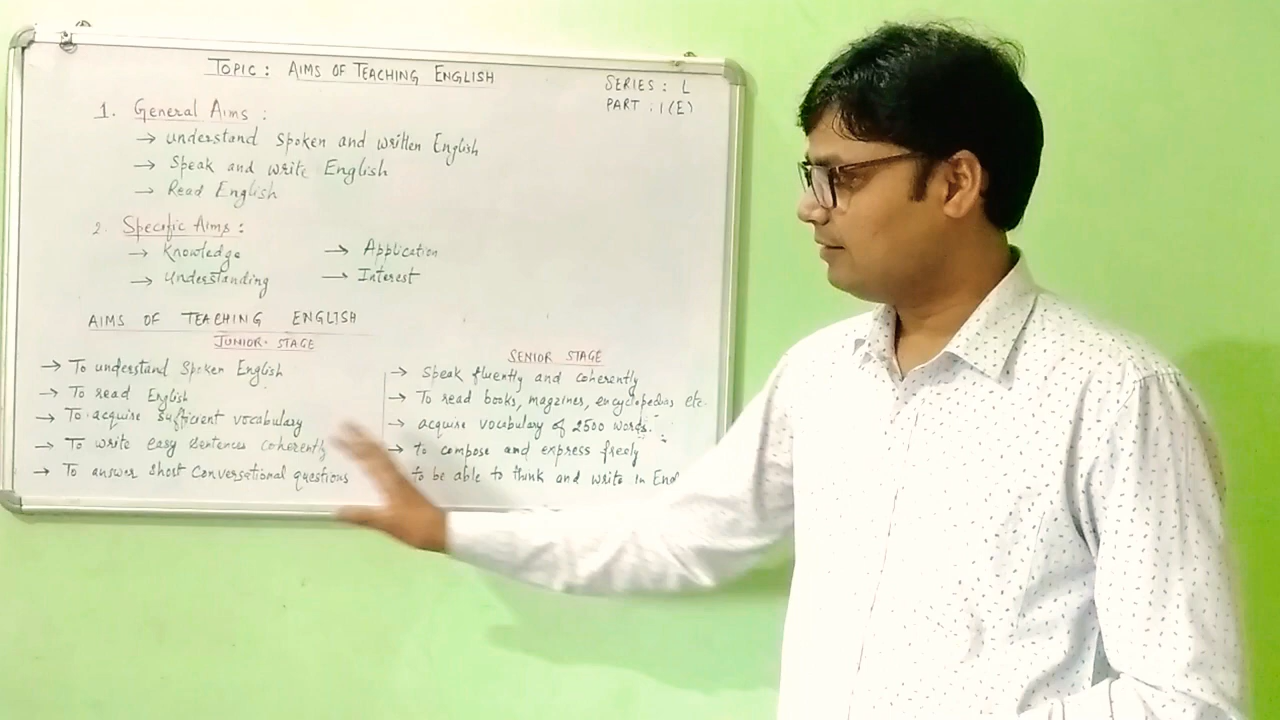 TOPIC: AIMS OF TEACHING ENGLISH
SERIES: L
PART: 1(E)
1. General Aims:
→ understand spoken and written English
→ Speak and write English
→ Read English
2. Specific Aims:
→ Knowledge → Application
→ Understanding → Interest
AIMS OF TEACHING ENGLISH
JUNIOR STAGE
→ To understand Spoken English
→ To read English
→ To acquire sufficient vocabulary
→ To write easy sentences coherently
→ To answer short conversational questions
SENIOR STAGE
→ Speak fluently and coherently
→ To read books, magzines, encyclopedias etc.
→ acquire vocabulary of 2500 words.
→ to compose and express freely
to be able to think and write in